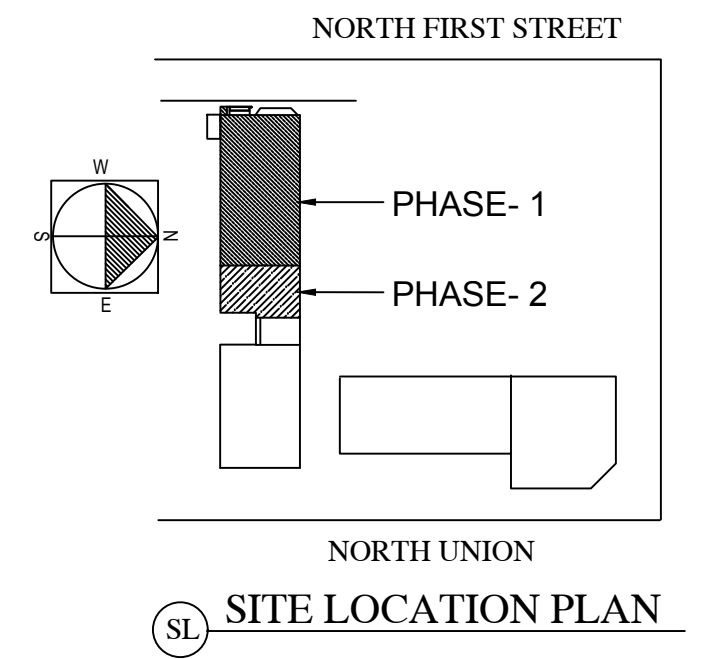 NORTH FIRST STREET
W
S
N
E
PHASE- 1
PHASE- 2
NORTH UNION
SL SITE LOCATION PLAN